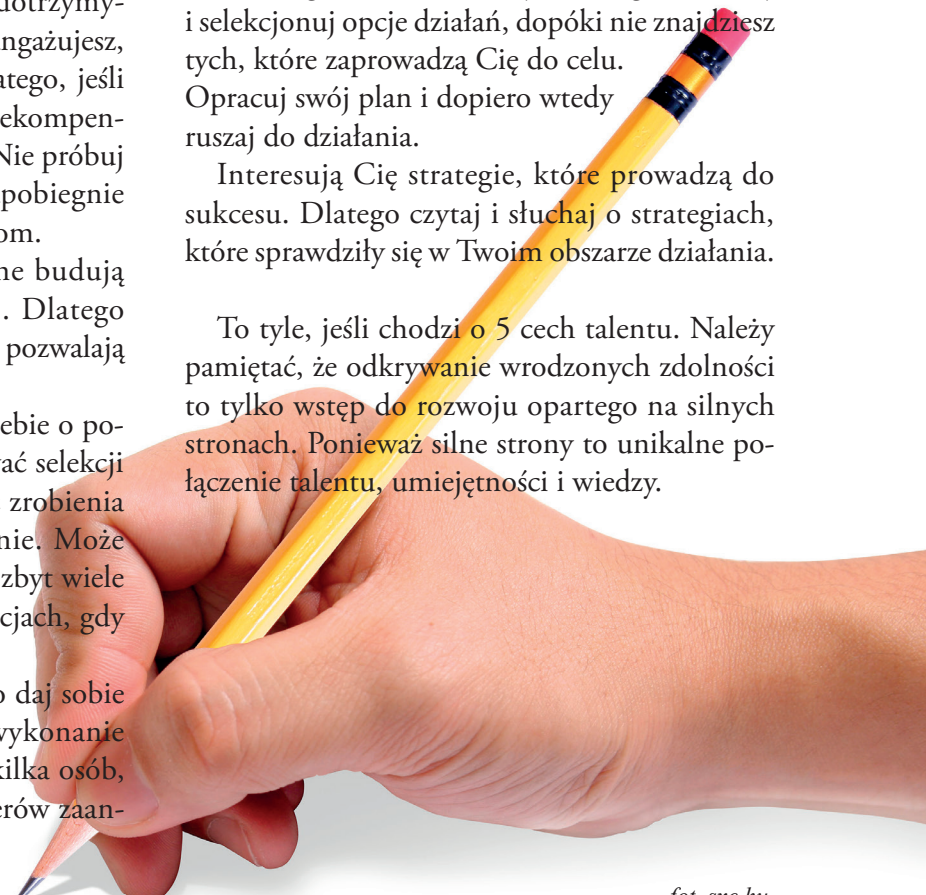 dotrzymy-
ngażujesz,
atego, jeśli
ekompen-
Nie próbuj
pobiegnie
om.
ne budują
. Dlatego
pozwalają
ebie o po-
ać selekcji
zrobienia
nie. Może
zbyt wiele
cjach, gdy
o daj sobie
wykonanie
kilka osób,
erów zaan-
i selekcjonuj opcje działań, dopóki nie znajdziesz
tych, które zaprowadzą Cię do celu.
Opracuj swój plan i dopiero wtedy
ruszaj do działania.
Interesują Cię strategie, które prowadzą do
sukcesu. Dlatego czytaj i słuchaj o strategiach,
które sprawdziły się w Twoim obszarze działania.
To tyle, jeśli chodzi o 5 cech talentu. Należy
pamiętać, że odkrywanie wrodzonych zdolności
to tylko wstęp do rozwoju opartego na silnych
stronach. Ponieważ silne strony to unikalne po-
łączenie talentu, umiejętności i wiedzy.